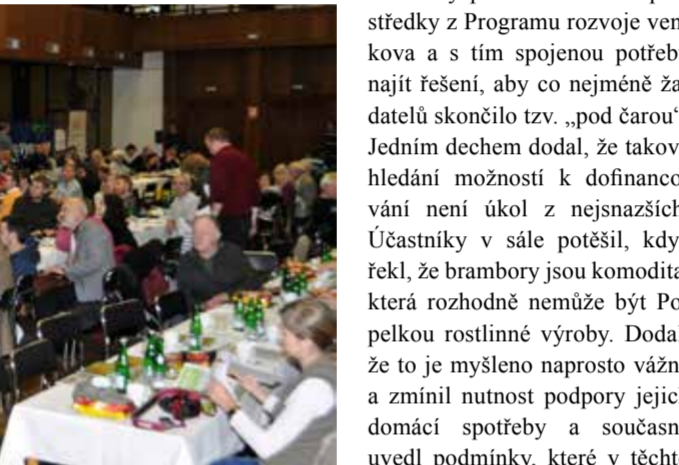 středky z Programu rozvoje ven
kova a s tím spojenou potřeb
najít řešení, aby co nejméně ža
datelů skončilo tzv. „pod čarou“
Jedním dechem dodal, že takov
hledání možností k dofinanco
vání není úkol z nejsnazších
Účastníky v sále potěšil, kdy
řekl, že brambory jsou komodita
která rozhodně nemůže být Po
pelkou rostlinné výroby. Dodal
že to je myšleno naprosto vážn
a zmínil nutnost podpory jejich
domácí spotřeby a současn
uvedl podmínky, které v těcht